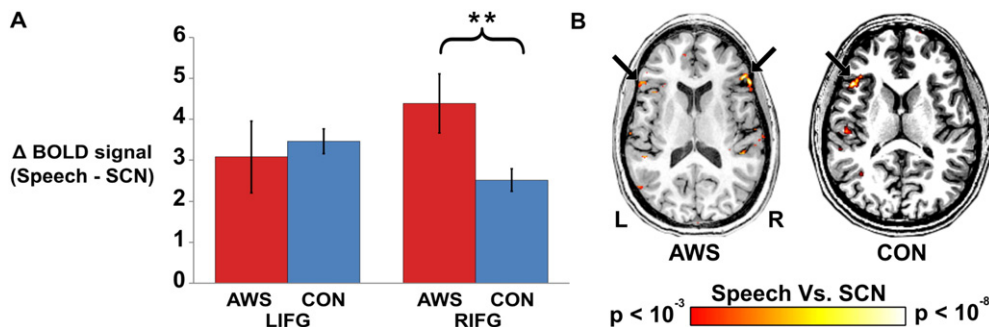 A
**
6
5
4
3
2
1
0
Δ BOLD signal
(Speech - SCN)
AWS CON AWS CON
LIFG RIFG
B
L R
AWS CON
Speech Vs. SCN
p < 10-3 p < 10-8